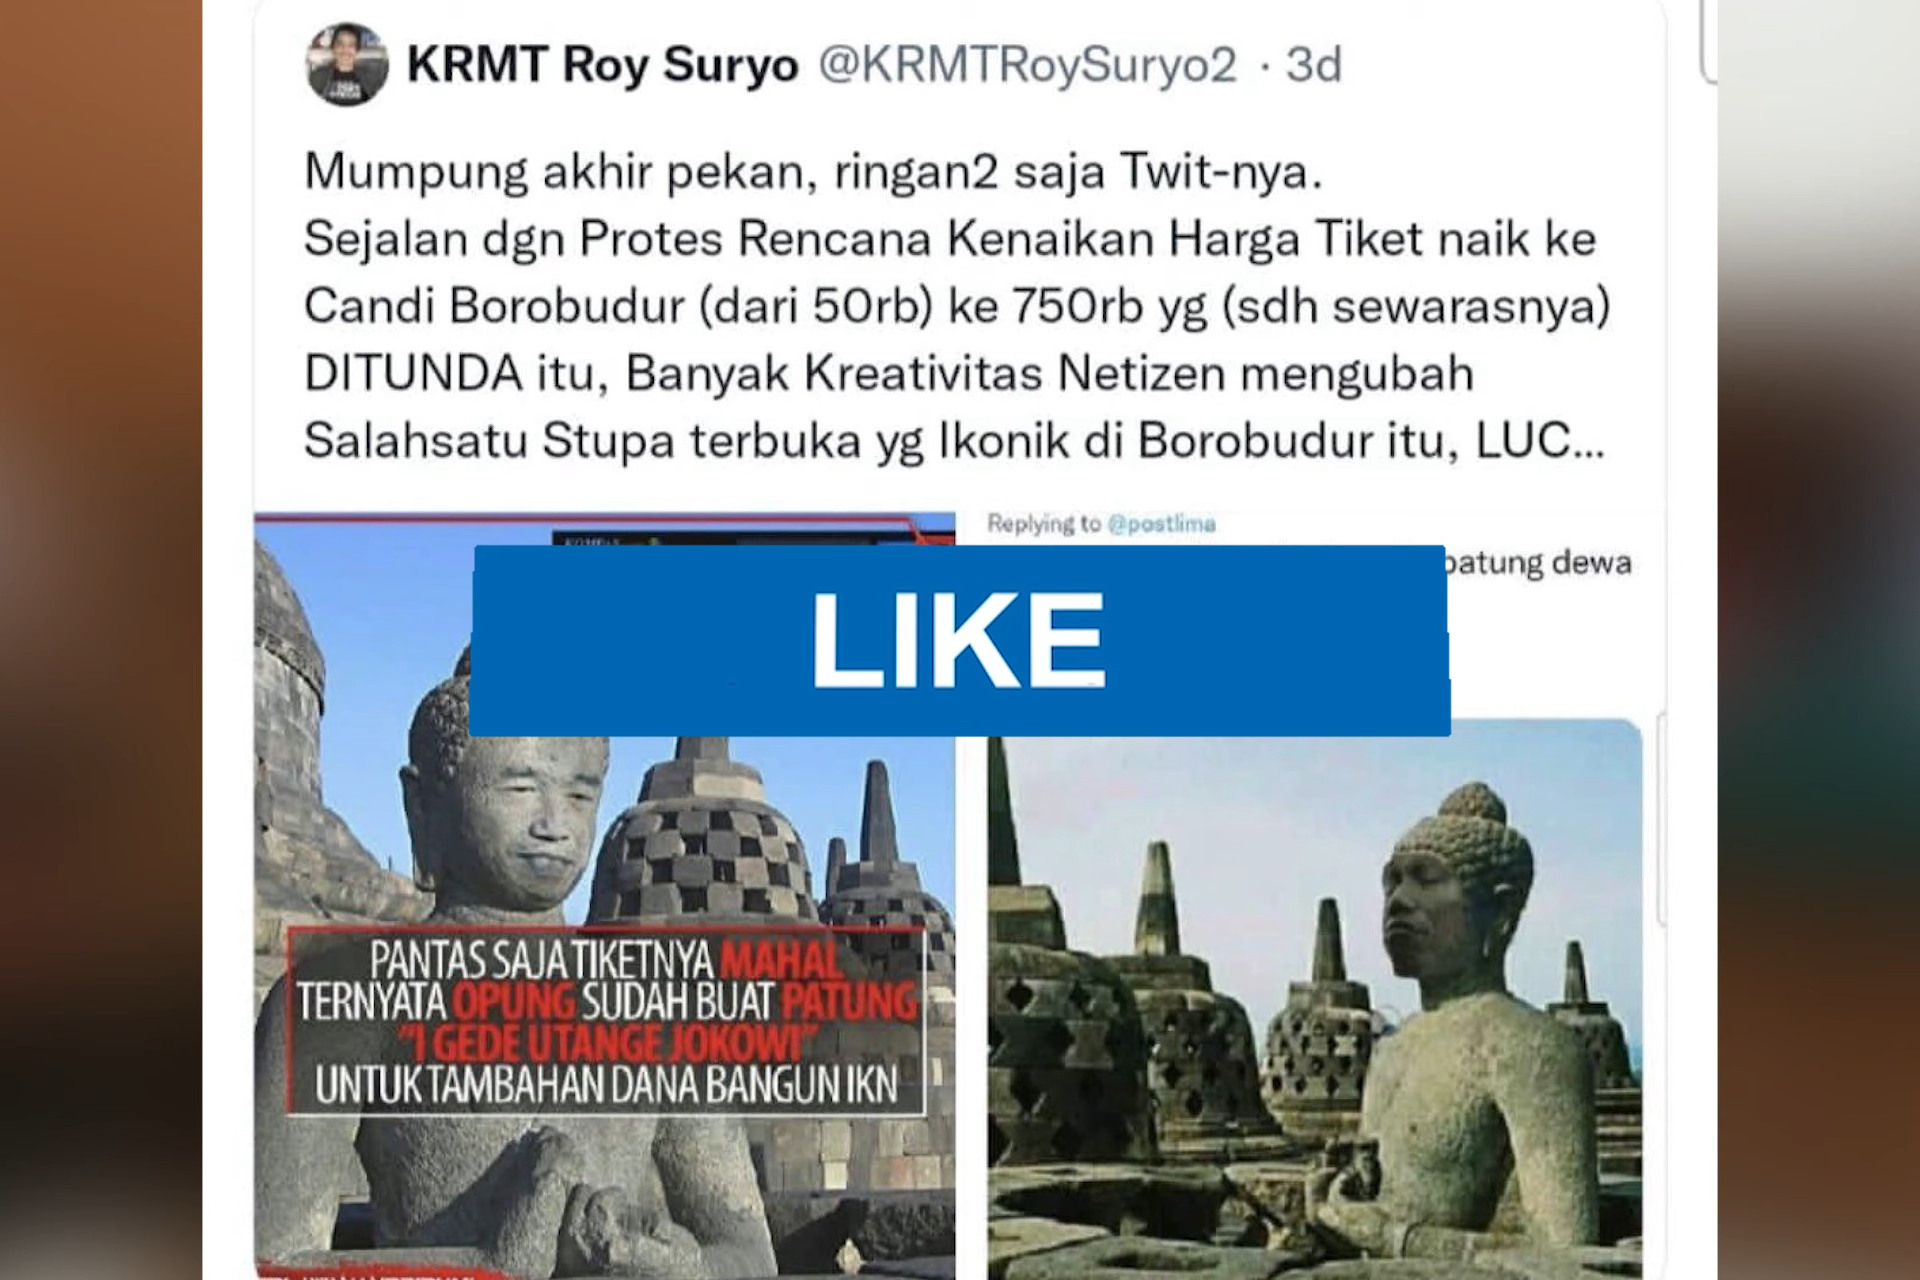 KRMT Roy Suryo @KRMTRoySuryo2 · 3d
Mumpung akhir pekan, ringan2 saja Twit-nya.
Sejalan dgn Protes Rencana Kenaikan Harga Tiket naik ke
Candi Borobudur (dari 50rb) ke 750rb yg (sdh sewarasnya)
DITUNDA itu, Banyak Kreativitas Netizen mengubah
Salahsatu Stupa terbuka yg Ikonik di Borobudur itu, LUC...
Replying to @postlima
patung dewa
LIKE
PANTAS SAJA TIKETNYA MAHAL
TERNYATA OPUNG SUDAH BUAT PATUNG
"I GEDE UTANGE JOKOWI"
UNTUK TAMBAHAN DANA BANGUN IKN